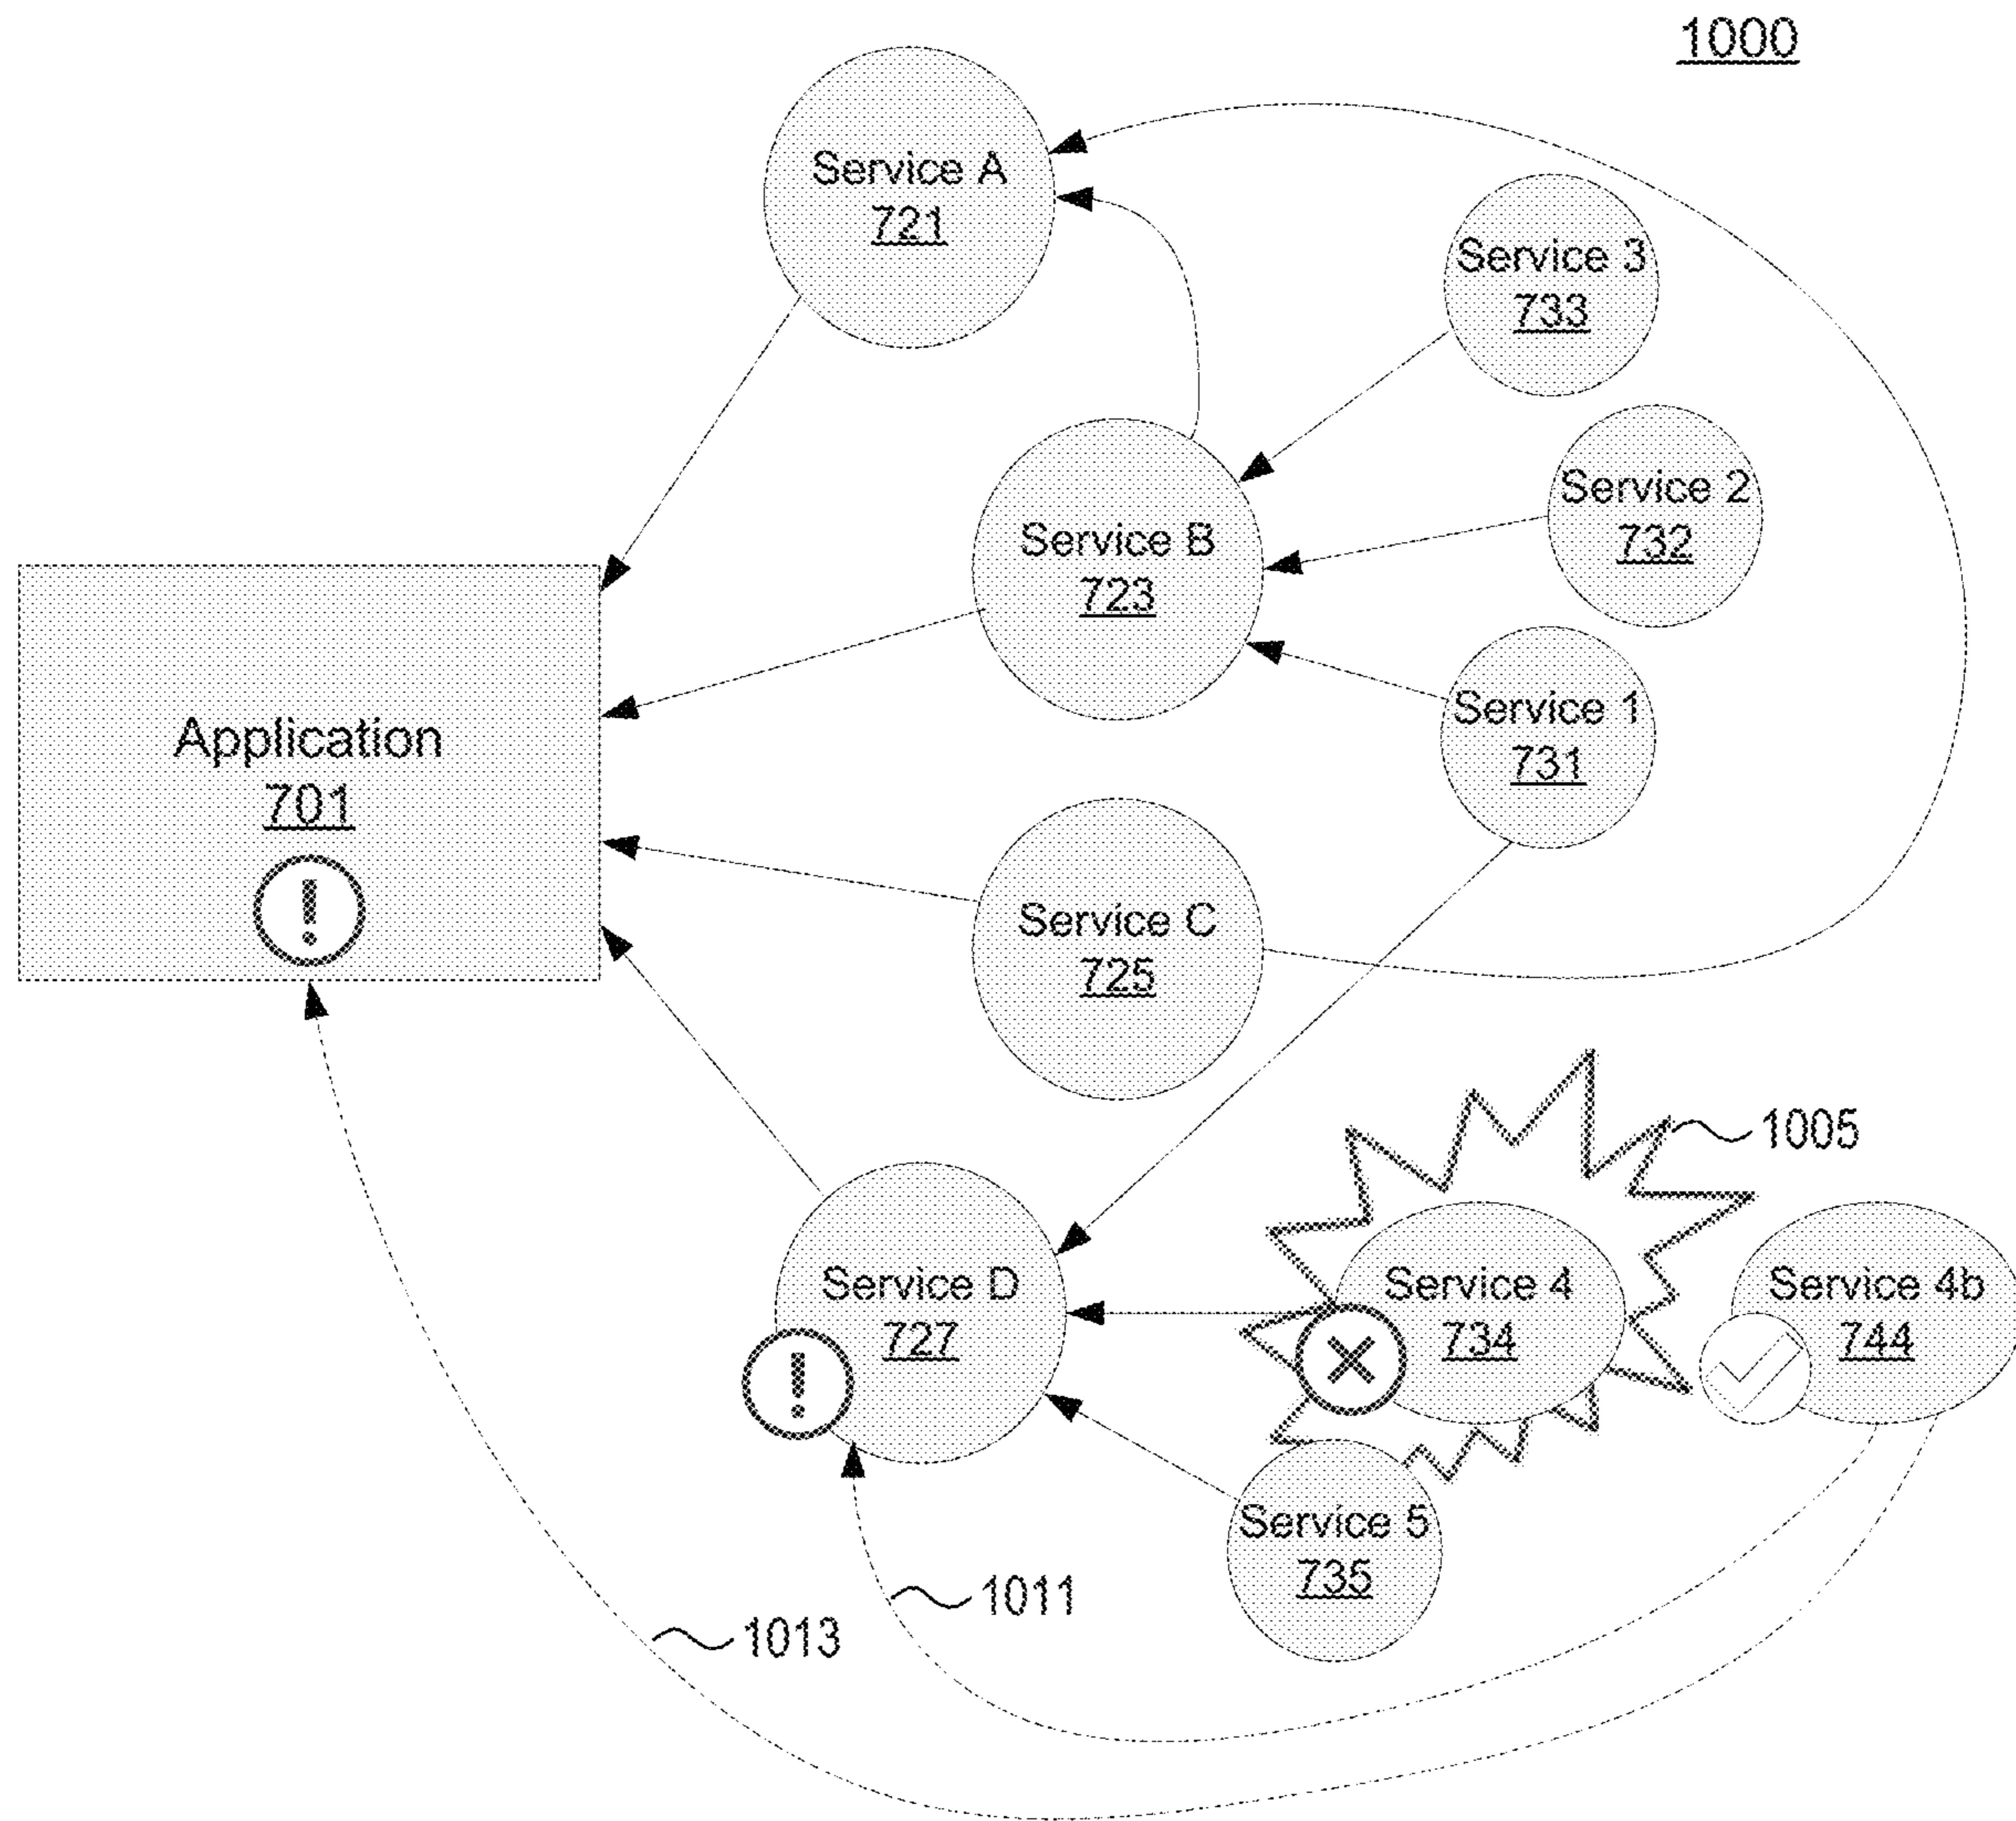 1000
Service A
721
Service 3
733
Service 2
732
Service B
723
Service 1
731
Application
701
!
Service C
725
1005
Service D
727
!
Service 4
734
Service 4b
744
Service 5
735
1011
1013